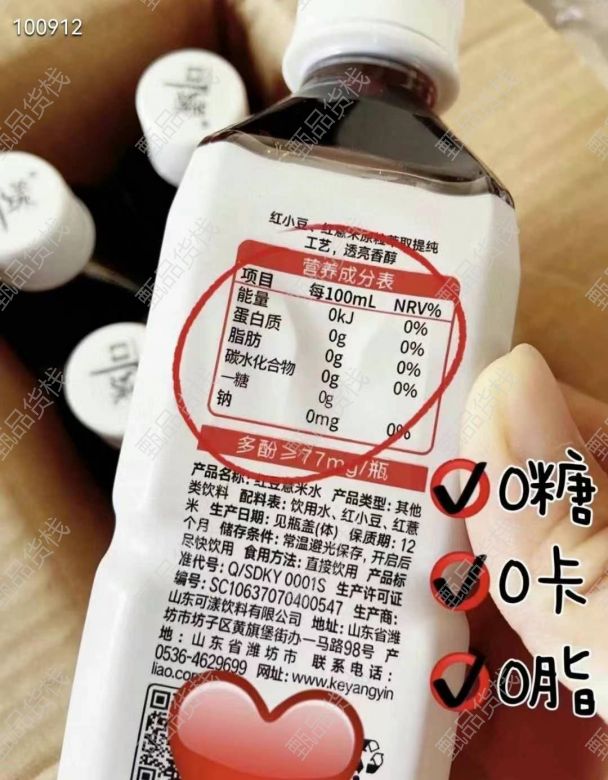 100912
红小豆、红薏米原粒萃取提纯
工艺，透亮香醇
营养成分表
项目 每100mL NRV%
能量 0kJ 0%
蛋白质 0g 0%
脂肪 0g 0%
碳水化合物 0g 0%
一糖 0g
钠 0mg 0%
多酚≥77mg/瓶
产品名称:红豆薏米水 产品类型:其他
类饮料 配料表:饮用水、红小豆、红薏
米 生产日期:见瓶盖(体) 保质期:12
个月 储存条件:常温避光保存,开启后
尽快饮用 食用方法:直接饮用 产品标
准代号:Q/SDKY 0001S 生产许可证
编号:SC10637070400547 生产商:
山东可漾饮料有限公司 地址:山东省潍
坊市坊子区黄旗堡街办一马路98号 产
地:山东省潍坊市 联系电话:
0536-4629699 网址:www.keyangyin
liao.com
0糖
0卡
0脂
甄品货栈